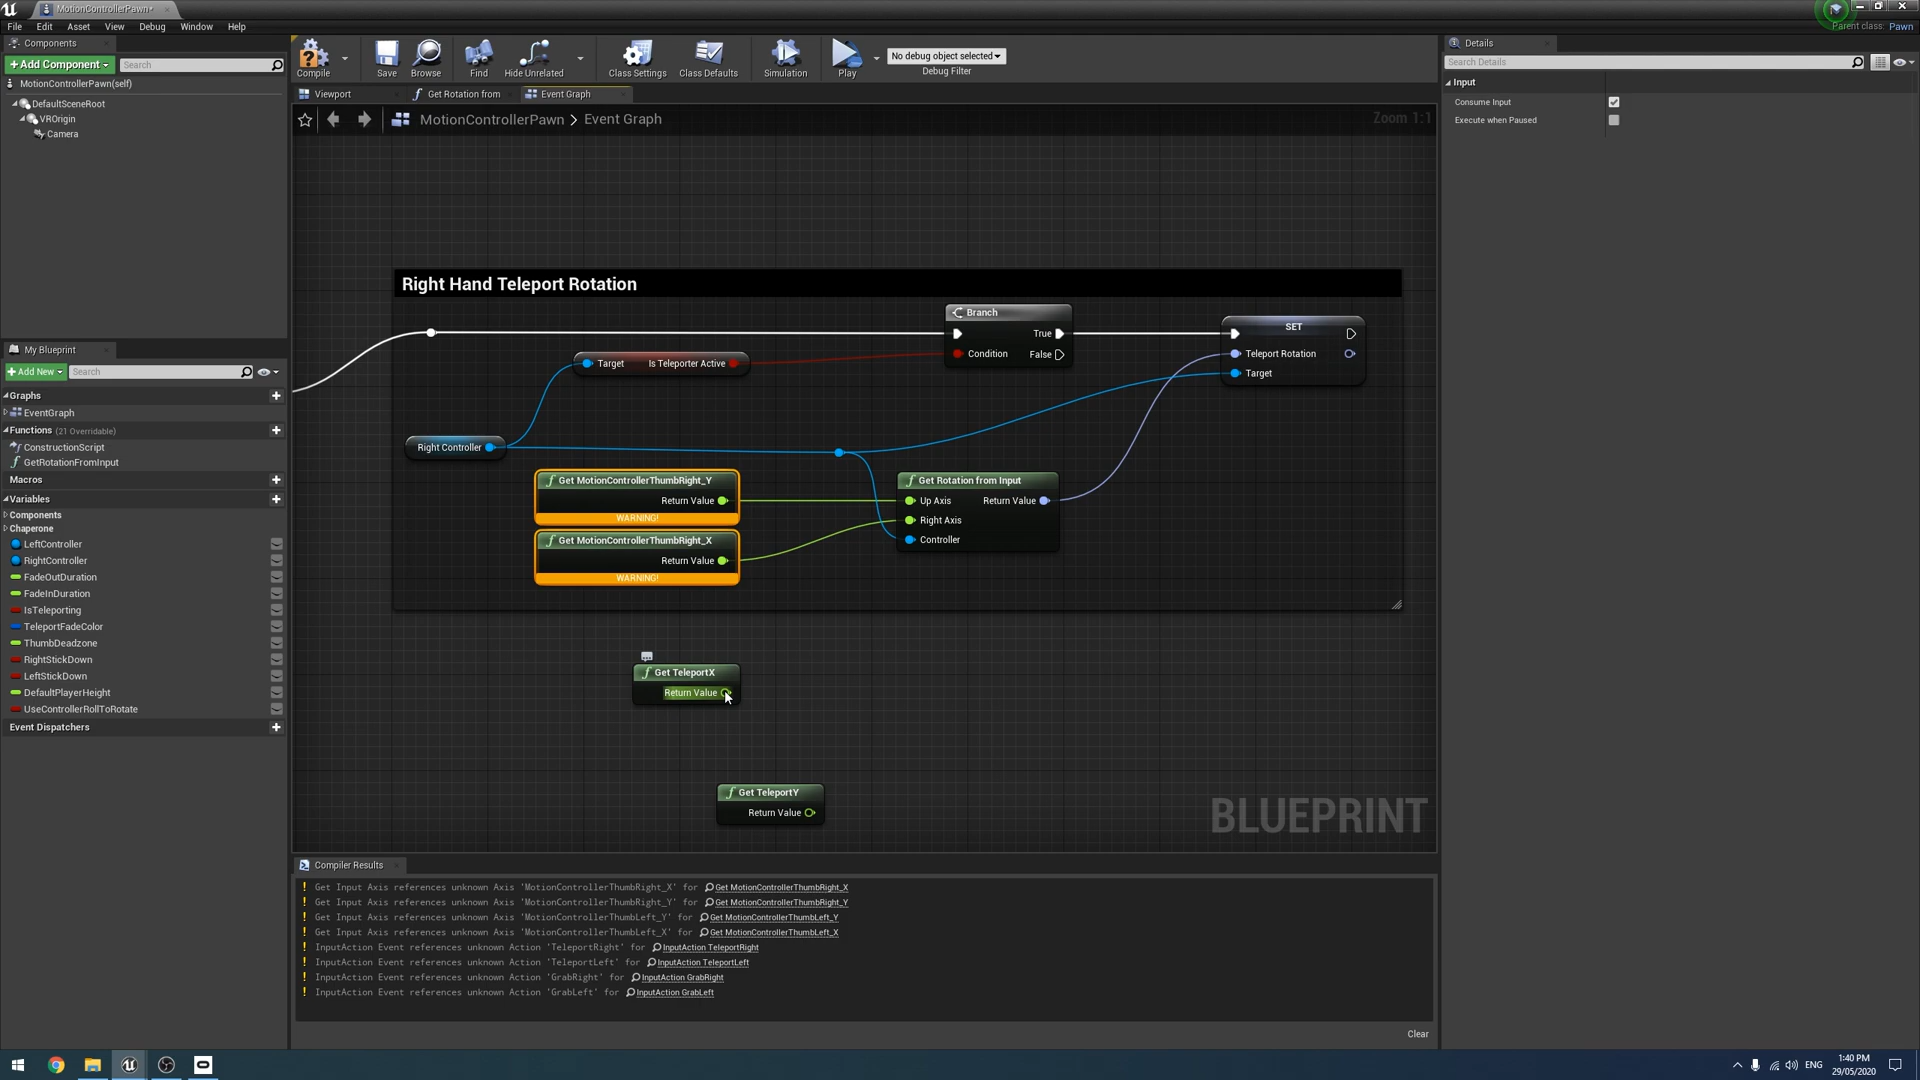 MotionControllerPawn*
File Edit Asset View Debug Window Help
Parent class: Pawn
Components
+Add Component
Search
MotionControllerPawn(self)
DefaultSceneRoot
VROrigin
Camera
My Blueprint
+Add New
Search
Graphs
EventGraph
Functions (21 Overridable)
ConstructionScript
GetRotationFromInput
Macros
Variables
Components
Chaperone
LeftController
RightController
FadeOutDuration
FadeInDuration
IsTeleporting
TeleportFadeColor
ThumbDeadzone
RightStickDown
LeftStickDown
DefaultPlayerHeight
UseControllerRollToRotate
Event Dispatchers
Compile Save Browse Find Hide Unrelated Class Settings Class Defaults Simulation Play
No debug object selected
Debug Filter
Viewport Get Rotation from Event Graph
MotionControllerPawn > Event Graph
Zoom 1:1
Right Hand Teleport Rotation
Branch
True
Condition False
SET
Teleport Rotation
Target
Target Is Teleporter Active
Right Controller
Get MotionControllerThumbRight_Y
Return Value
WARNING!
Get MotionControllerThumbRight_X
Return Value
WARNING!
Get Rotation from Input
Up Axis Return Value
Right Axis
Controller
Get TeleportX
Return Value
Get TeleportY
Return Value
BLUEPRINT
Compiler Results
! Get Input Axis references unknown Axis 'MotionControllerThumbRight_X' for Get MotionControllerThumbRight_X
! Get Input Axis references unknown Axis 'MotionControllerThumbRight_Y' for Get MotionControllerThumbRight_Y
! Get Input Axis references unknown Axis 'MotionControllerThumbLeft_Y' for Get MotionControllerThumbLeft_Y
! Get Input Axis references unknown Axis 'MotionControllerThumbLeft_X' for Get MotionControllerThumbLeft_X
! InputAction Event references unknown Action 'TeleportRight' for InputAction TeleportRight
! InputAction Event references unknown Action 'TeleportLeft' for InputAction TeleportLeft
! InputAction Event references unknown Action 'GrabRight' for InputAction GrabRight
! InputAction Event references unknown Action 'GrabLeft' for InputAction GrabLeft
Clear
Details
Search Details
Input
Consume Input
Execute when Paused
ENG
1:40 PM
29/05/2020